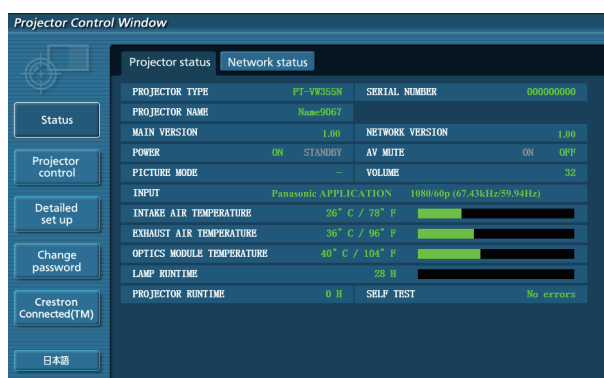 Projector Control Window
Projector status Network status
Status
Projector control
Detailed set up
Change password
Crestron Connected(TM)
日本語
PROJECTOR TYPE PT-VW355N SERIAL NUMBER 000000000
PROJECTOR NAME Name9067
MAIN VERSION 1.00 NETWORK VERSION 1.00
POWER ON STANDBY AV MUTE ON OFF
PICTURE MODE – VOLUME 32
INPUT Panasonic APPLICATION 1080/60p (67.43kHz/59.94Hz)
INTAKE AIR TEMPERATURE 26° C / 78° F
EXHAUST AIR TEMPERATURE 36° C / 96° F
OPTICS MODULE TEMPERATURE 40° C / 104° F
LAMP RUNTIME 28 H
PROJECTOR RUNTIME 0 H SELF TEST No errors